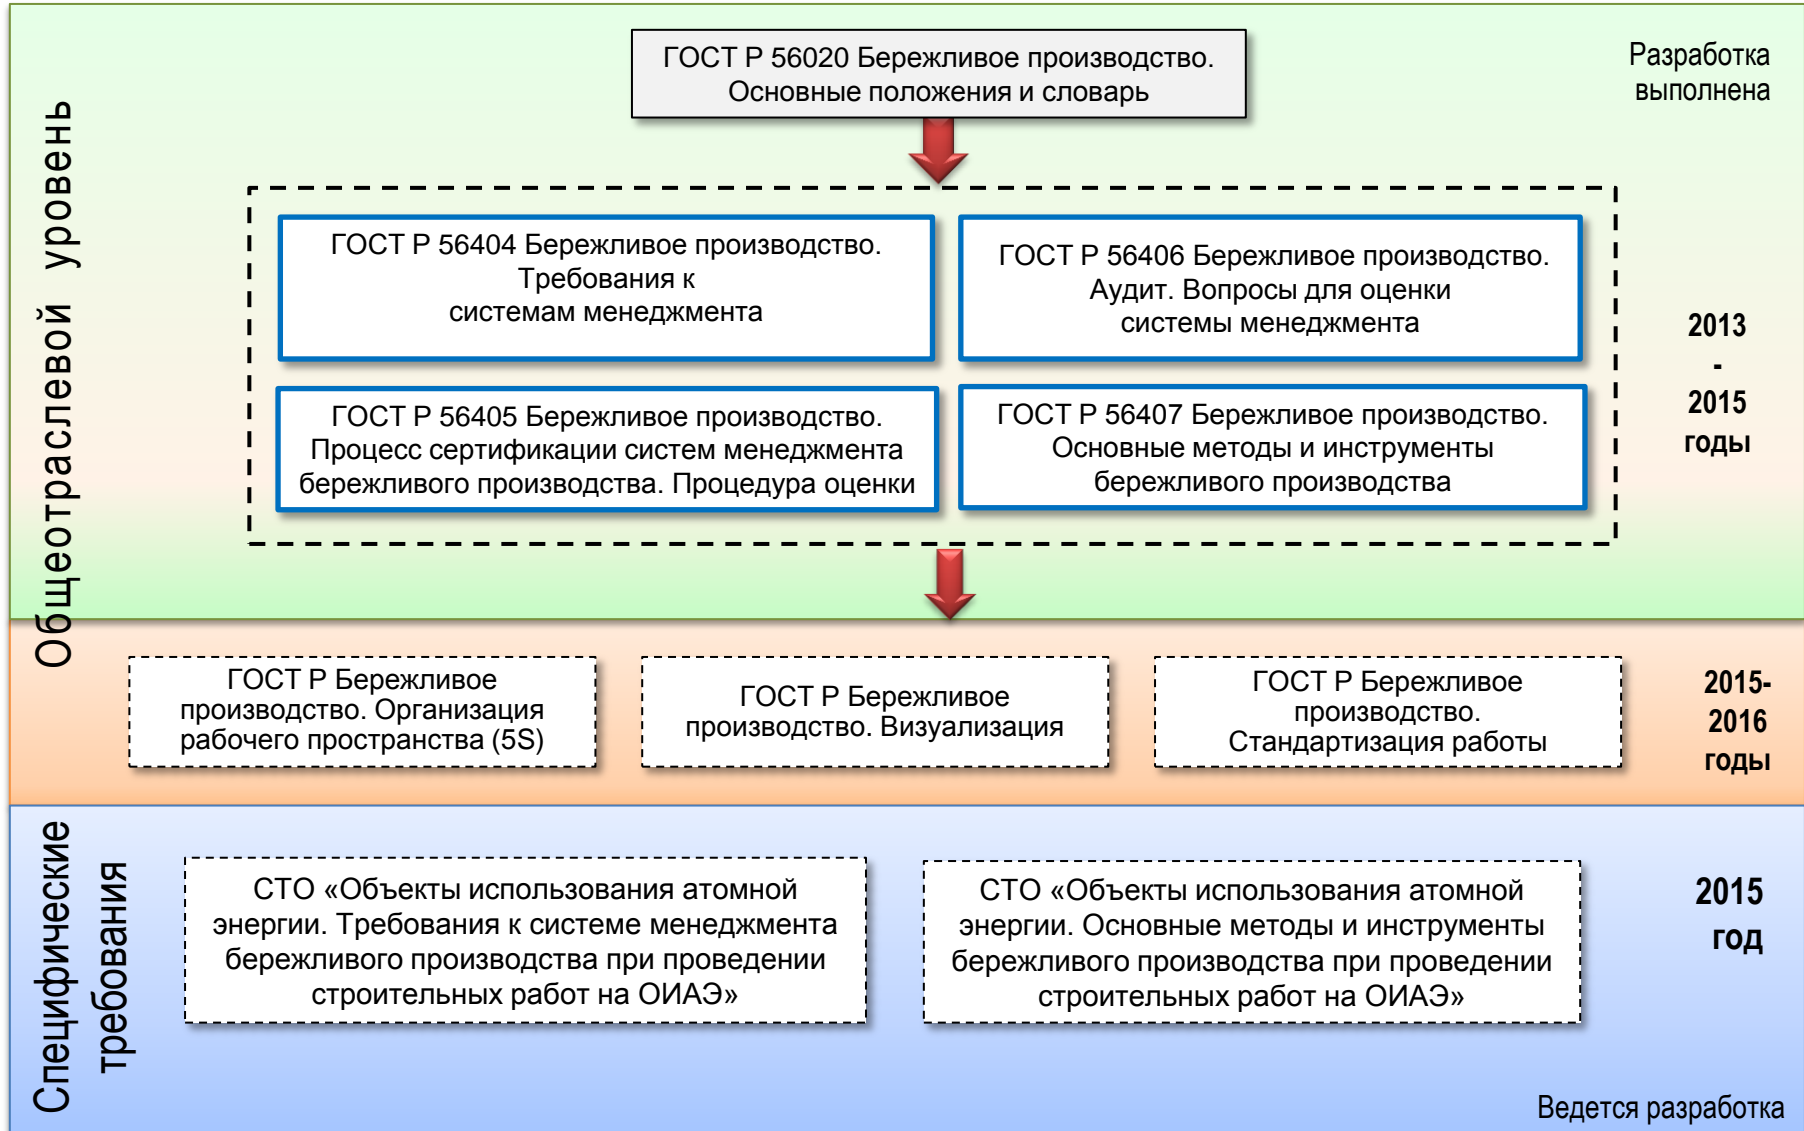 ГОСТ Р 56020 Бережливое производство.
Основные положения и словарь
Разработка
выполнена
Общеотраслевой уровень
ГОСТ Р 56404 Бережливое производство.
Требования к
системам менеджмента
ГОСТ Р 56406 Бережливое производство.
Аудит. Вопросы для оценки
системы менеджмента
2013
-
2015
годы
ГОСТ Р 56405 Бережливое производство.
Процесс сертификации систем менеджмента
бережливого производства. Процедура оценки
ГОСТ Р 56407 Бережливое производство.
Основные методы и инструменты
бережливого производства
ГОСТ Р Бережливое
производство. Организация
рабочего пространства (5S)
ГОСТ Р Бережливое
производство. Визуализация
ГОСТ Р Бережливое
производство.
Стандартизация работы
2015-
2016
годы
Специфические
требования
СТО «Объекты использования атомной
энергии. Требования к системе менеджмента
бережливого производства при проведении
строительных работ на ОИАЭ»
СТО «Объекты использования атомной
энергии. Основные методы и инструменты
бережливого производства при проведении
строительных работ на ОИАЭ»
2015
год
Ведется разработка